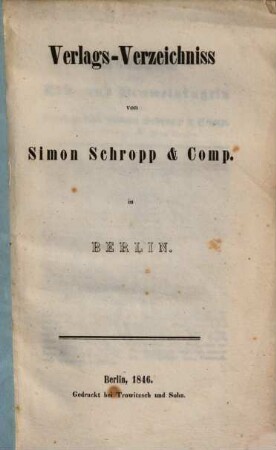 Verlags-Verzeichniss
von
Simon Schropp & Comp.
in
BERLIN.
Berlin, 1846.
Gedruckt bei Trowitzsch und Sohn.